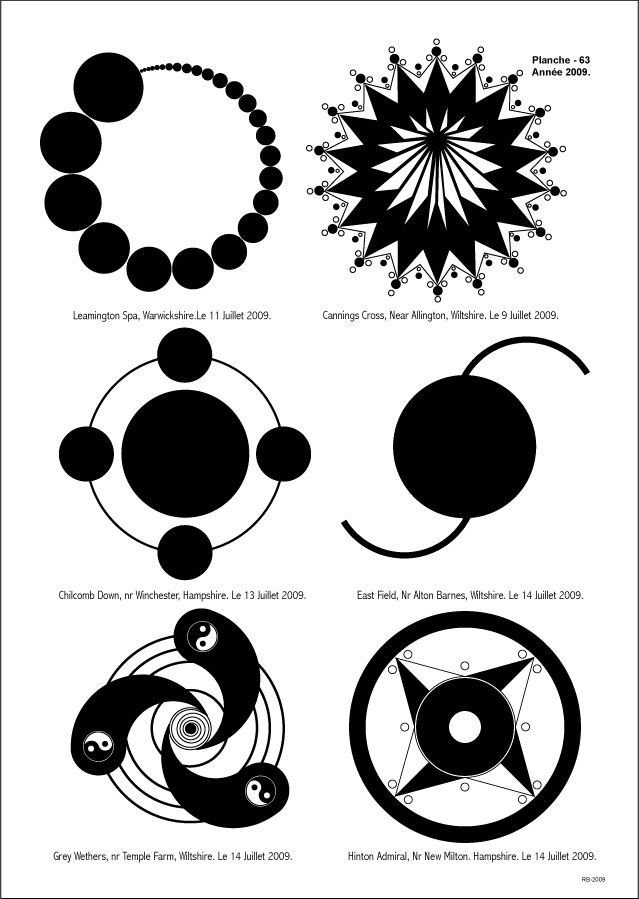 Planche - 63
Année 2009.
Leamington Spa, Warwickshire.Le 11 Juillet 2009.
Cannings Cross, Near Allington, Wiltshire. Le 9 Juillet 2009.
Chilcomb Down, nr Winchester, Hampshire. Le 13 Juillet 2009.
East Field, Nr Alton Barnes, Wiltshire. Le 14 Juillet 2009.
Grey Wethers, nr Temple Farm, Wiltshire. Le 14 Juillet 2009.
Hinton Admiral, Nr New Milton. Hampshire. Le 14 Juillet 2009.
RB-2009